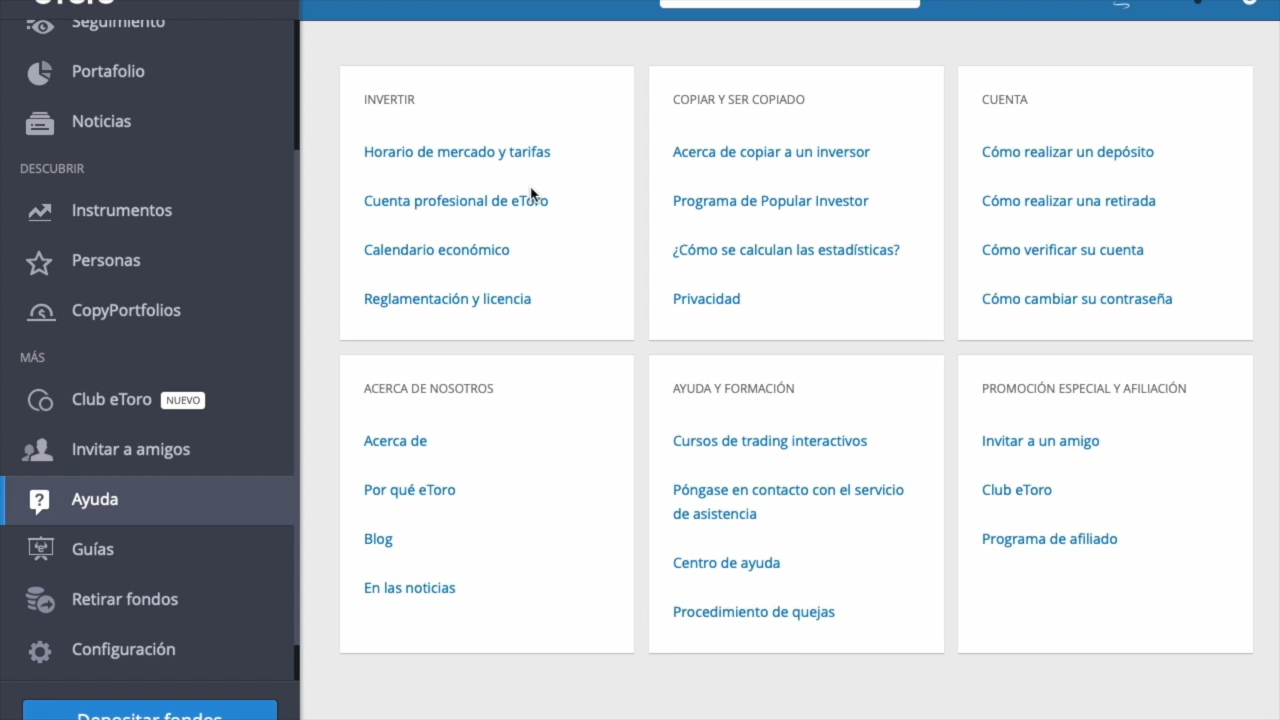 Seguimiento
Portafolio
Noticias
DESCUBRIR
Instrumentos
Personas
CopyPortfolios
MÁS
Club eToro NUEVO
Invitar a amigos
Ayuda
Guías
Retirar fondos
Configuración
Depositar fondos
INVERTIR
Horario de mercado y tarifas
Cuenta profesional de eToro
Calendario económico
Reglamentación y licencia
COPIAR Y SER COPIADO
Acerca de copiar a un inversor
Programa de Popular Investor
¿Cómo se calculan las estadísticas?
Privacidad
CUENTA
Cómo realizar un depósito
Cómo realizar una retirada
Cómo verificar su cuenta
Cómo cambiar su contraseña
ACERCA DE NOSOTROS
Acerca de
Por qué eToro
Blog
En las noticias
AYUDA Y FORMACIÓN
Cursos de trading interactivos
Póngase en contacto con el servicio
de asistencia
Centro de ayuda
Procedimiento de quejas
PROMOCIÓN ESPECIAL Y AFILIACIÓN
Invitar a un amigo
Club eToro
Programa de afiliado